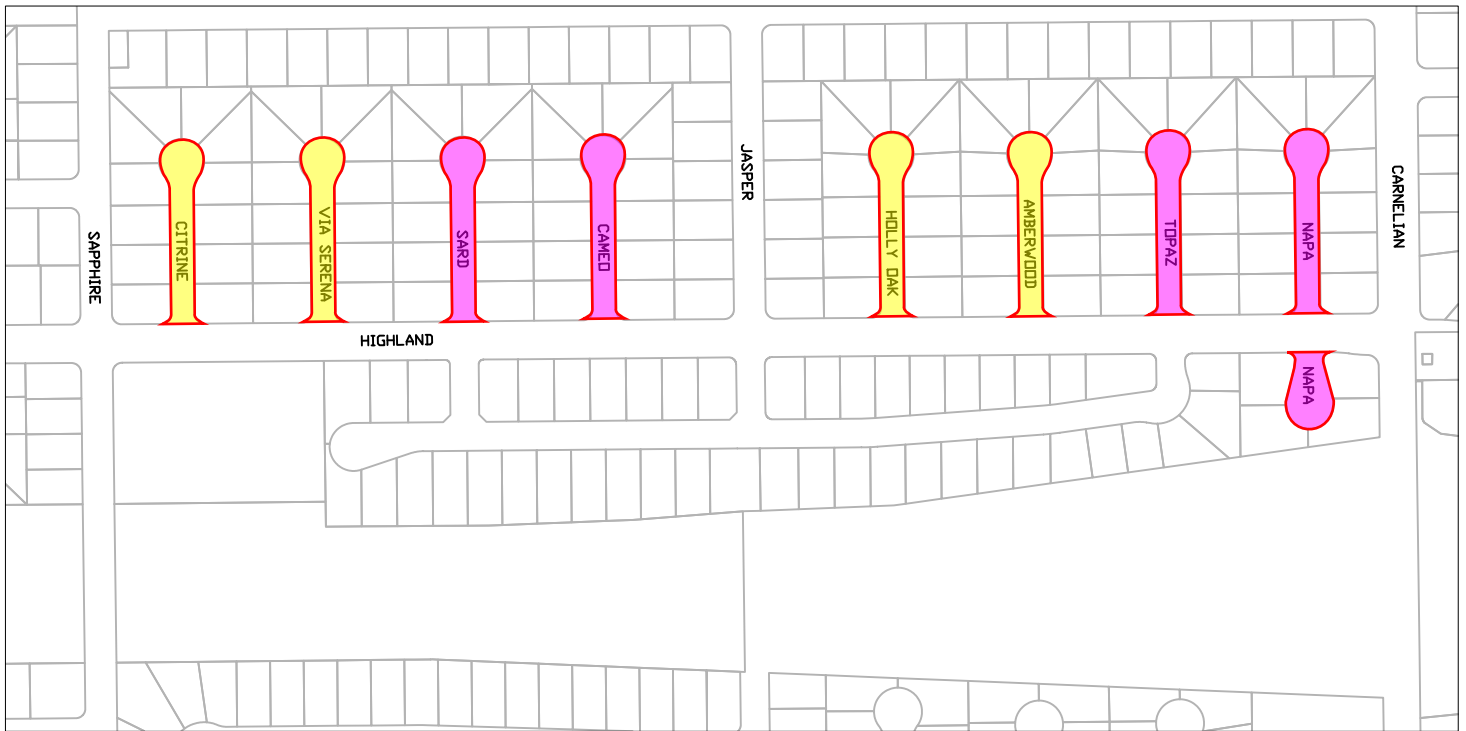 SAPPHIRE
CITRINE
VIA SERENA
SARD
CAMEO
JASPER
HOLLY OAK
AMBERWOOD
TOPAZ
NAPA
CARNELIAN
HIGHLAND
NAPA